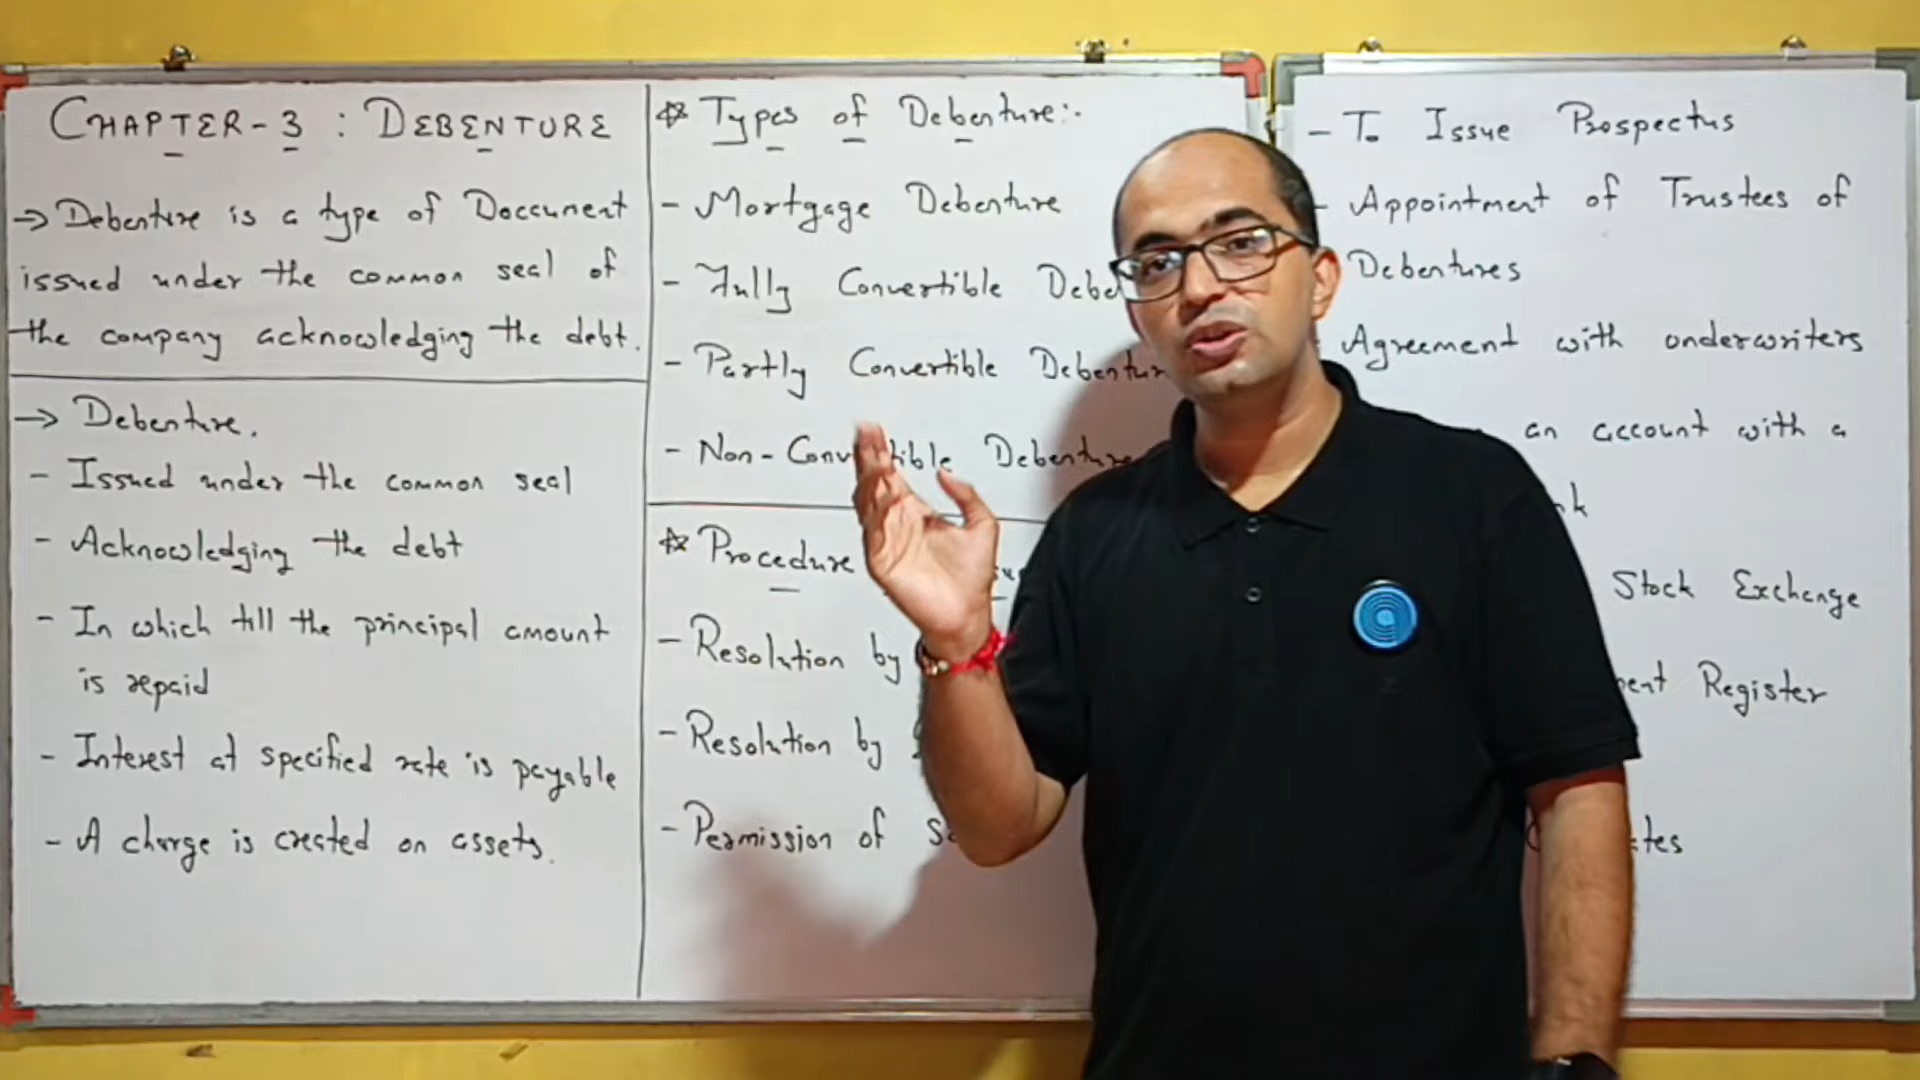 CHAPTER-3 : DEBENTURE
→ Debenture is a type of Document
issued under the common seal of
the company acknowledging the debt.
→ Debenture.
- Issued under the common seal
- Acknowledging the debt
- In which till the principal amount
is repaid
- Interest at specified rate is payable
- A charge is created on assets.
☆ Types of Debenture:-
- Mortgage Debenture
- Fully Convertible
- Partly Convertible Debenture
- Non-Convertible Debenture
☆ Procedure
- Resolution by
- Resolution by
- Permission of
- To Issue Prospectus
- Appointment of Trustees of
Debentures
Agreement with underwriters
an account with a
Stock Exchange
Register